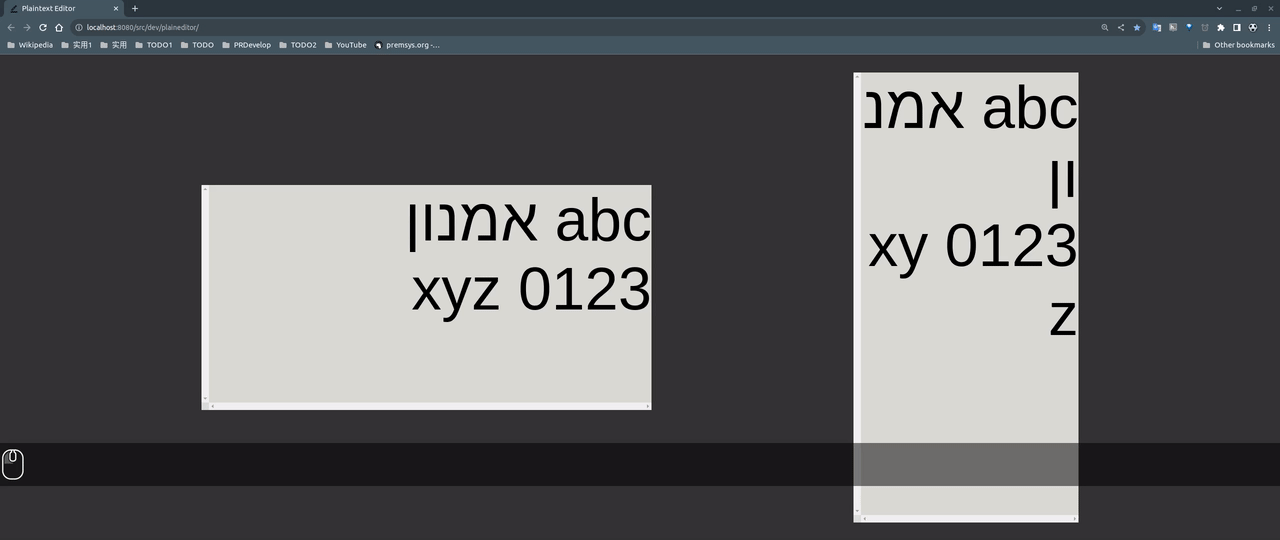 Plaintext Editor
localhost:8080/src/dev/plaineditor/
Wikipedia 实用1 实用 TODO1 TODO PRDevelop TODO2 YouTube premsys.org -... Other bookmarks
abc אמנון
0123 xyz
abc אמנ
ון
0123 xy
z